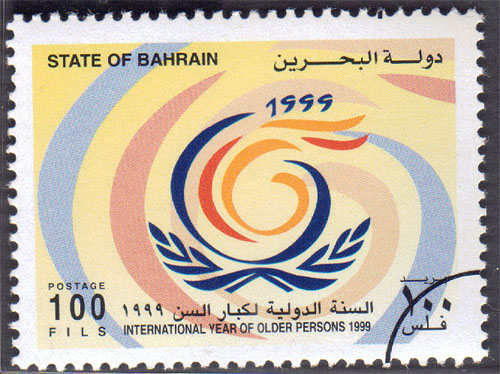 STATE OF BAHRAIN
دولة البحرين
1999
POSTAGE
100
FILS
السنة الدولية لكبار السن ١٩٩٩
INTERNATIONAL YEAR OF OLDER PERSONS 1999
بريد
١٠٠
فلس